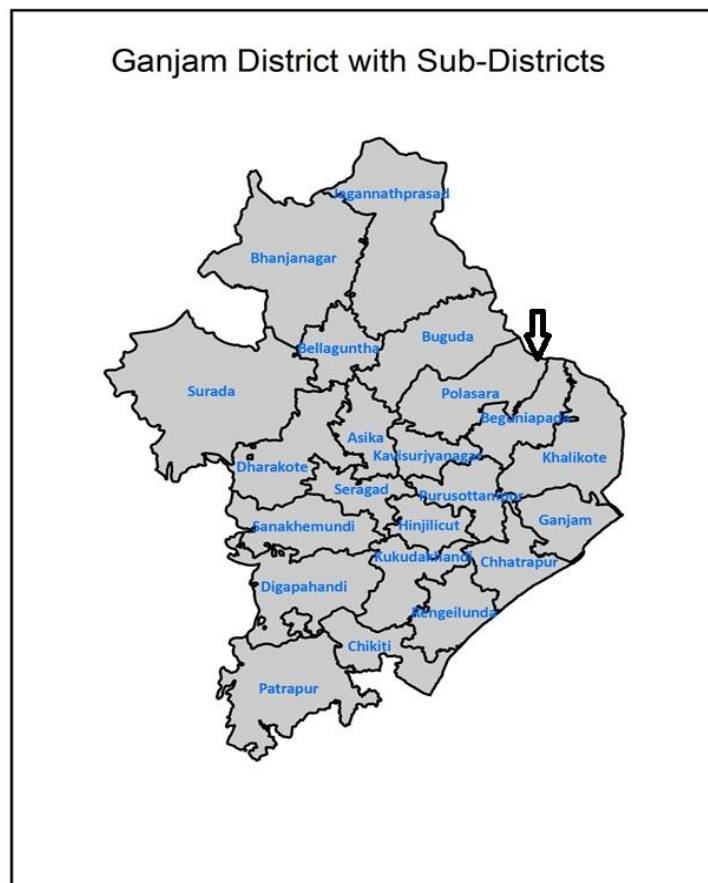 Ganjam District with Sub-Districts
Jagannathprasad
Bhanjanagar
Buguda
Bellaguntha
Surada
Polasara
Beguniapada
Asika
Kavisurjyanagar
Khalikote
Dharakote
Seragad
Purusottampur
Sanakhemundi
Hinjilicut
Ganjam
Kukudakhandi
Chhatrapur
Digapahandi
Rengeilunda
Chikiti
Patrapur